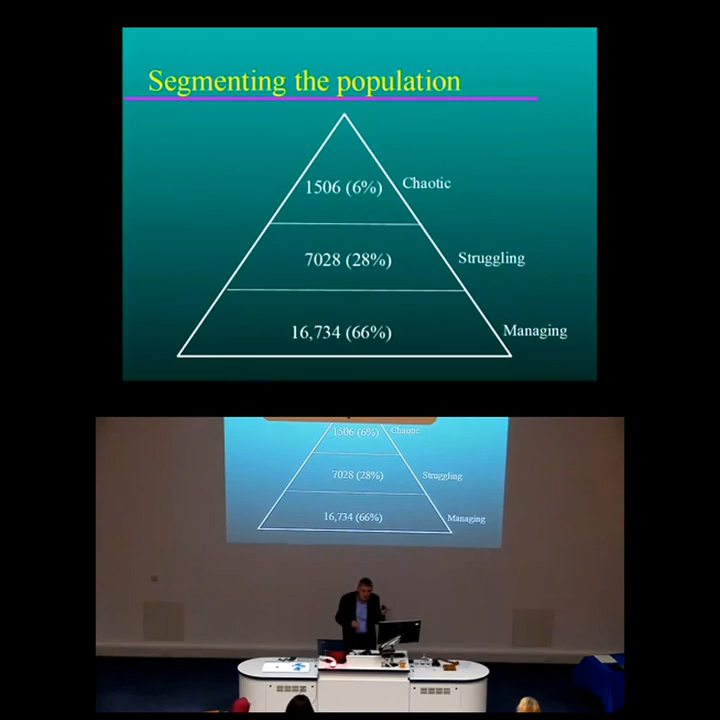 Segmenting the population
1506 (6%) Chaotic
7028 (28%) Struggling
16,734 (66%) Managing
1506 (6%) Chaotic
7028 (28%) Struggling
16,734 (66%) Managing